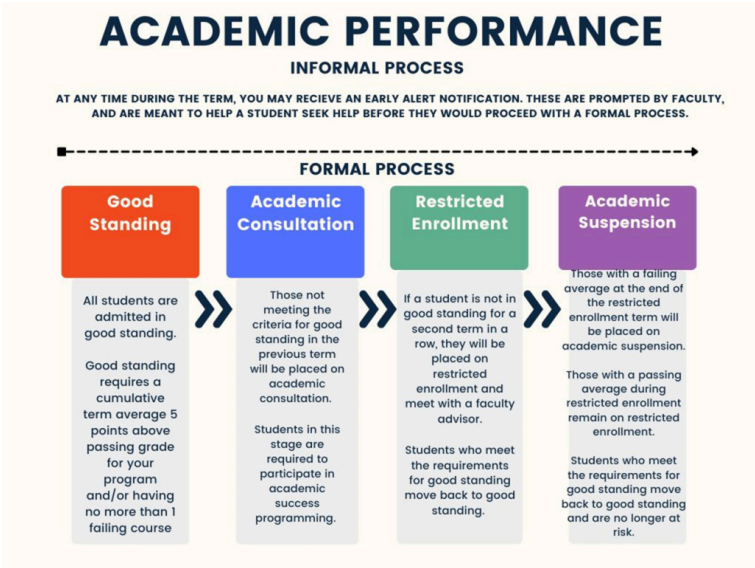 ACADEMIC PERFORMANCE
INFORMAL PROCESS
AT ANY TIME DURING THE TERM, YOU MAY RECIEVE AN EARLY ALERT NOTIFICATION. THESE ARE PROMPTED BY FACULTY,
AND ARE MEANT TO HELP A STUDENT SEEK HELP BEFORE THEY WOULD PROCEED WITH A FORMAL PROCESS.
FORMAL PROCESS
Good
Standing
All students are
admitted in
good standing.
Good standing
requires a
cumulative
term average 5
points above
passing grade
for your
program
and/or having
no more than 1
failing course
Academic
Consultation
Those not
meeting the
criteria for good
standing in the
previous term
will be placed on
academic
consultation.
Students in this
stage are
required to
participate in
academic
success
programming.
Restricted
Enrollment
If a student is not in
good standing for a
second term in a
row, they will be
placed on
restricted
enrollment and
meet with a faculty
advisor.
Students who meet
the requirements
for good standing
move back to good
standing.
Academic
Suspension
Those with a failing
average at the end of
the restricted
enrollment term will
be placed on
academic suspension.
Those with a passing
average during
restricted enrollment
remain on restricted
enrollment.
Students who meet
the requirements for
good standing move
back to good standing
and are no longer at
risk.